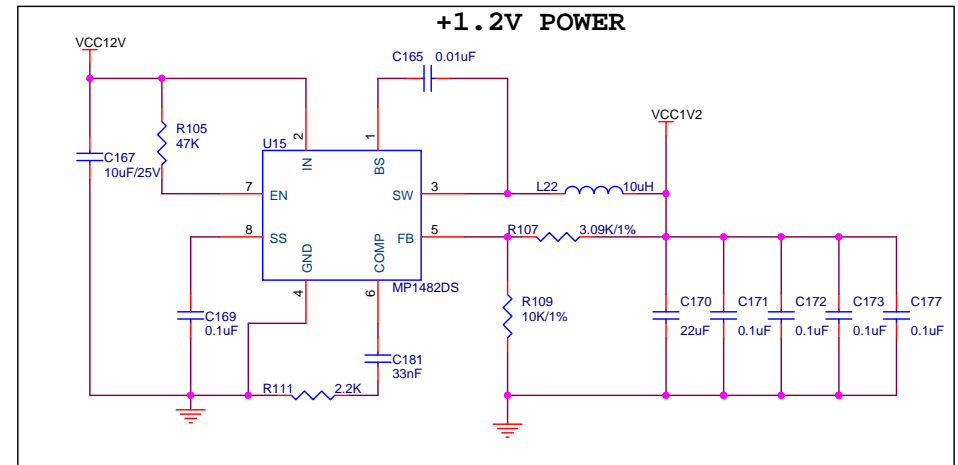 +1.2V POWER
VCC12V
C165 0.01uF
VCC1V2
R105
47K
C167
10uF/25V
U15
2
IN
1
BS
7
EN
SW
3
L22
10uH
8
SS
GND
4
COMP
6
FB
5
R107
3.09K/1%
MP1482DS
C169
0.1uF
R109
10K/1%
C170
22uF
C171
0.1uF
C172
0.1uF
C173
0.1uF
C177
0.1uF
C181
33nF
R111
2.2K